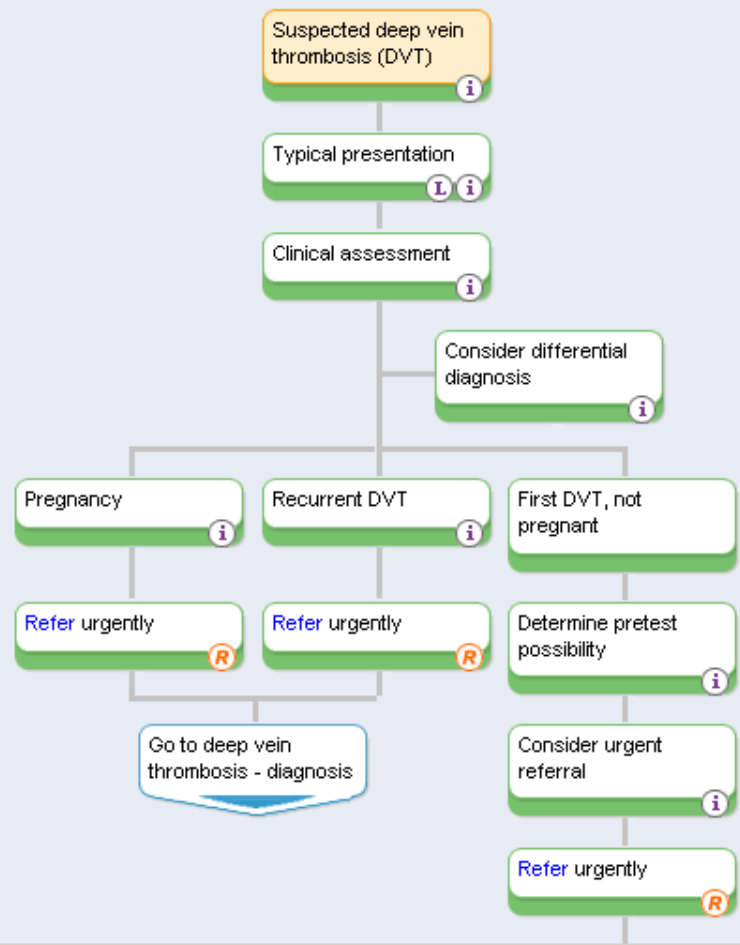 Suspected deep vein
thrombosis (DVT)
i
Typical presentation
L i
Clinical assessment
i
Consider differential
diagnosis
i
Pregnancy
i
Recurrent DVT
i
First DVT, not
pregnant
Refer urgently
R
Refer urgently
R
Determine pretest
possibility
i
Go to deep vein
thrombosis - diagnosis
Consider urgent
referral
i
Refer urgently
R